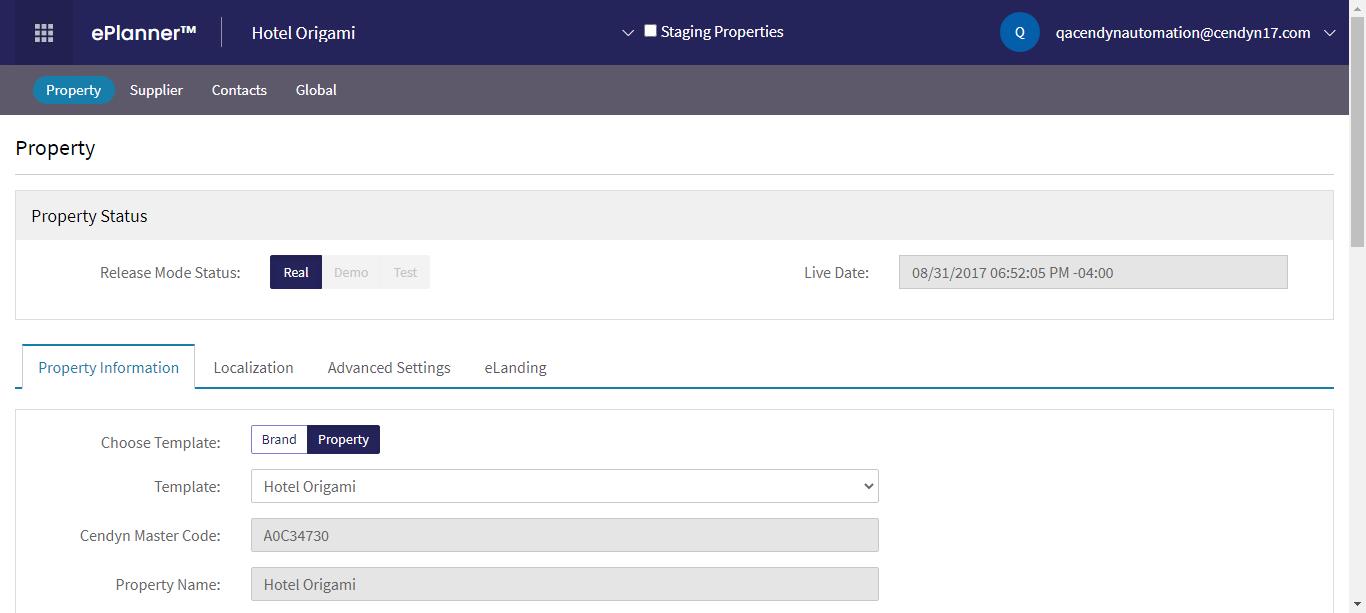 ePlanner™ Hotel Origami Staging Properties Q qacendynautomation@cendyn17.com
Property Supplier Contacts Global
Property
Property Status
Release Mode Status: Real Demo Test Live Date: 08/31/2017 06:52:05 PM -04:00
Property Information Localization Advanced Settings eLanding
Choose Template: Brand Property
Template: Hotel Origami
Cendyn Master Code: A0C34730
Property Name: Hotel Origami